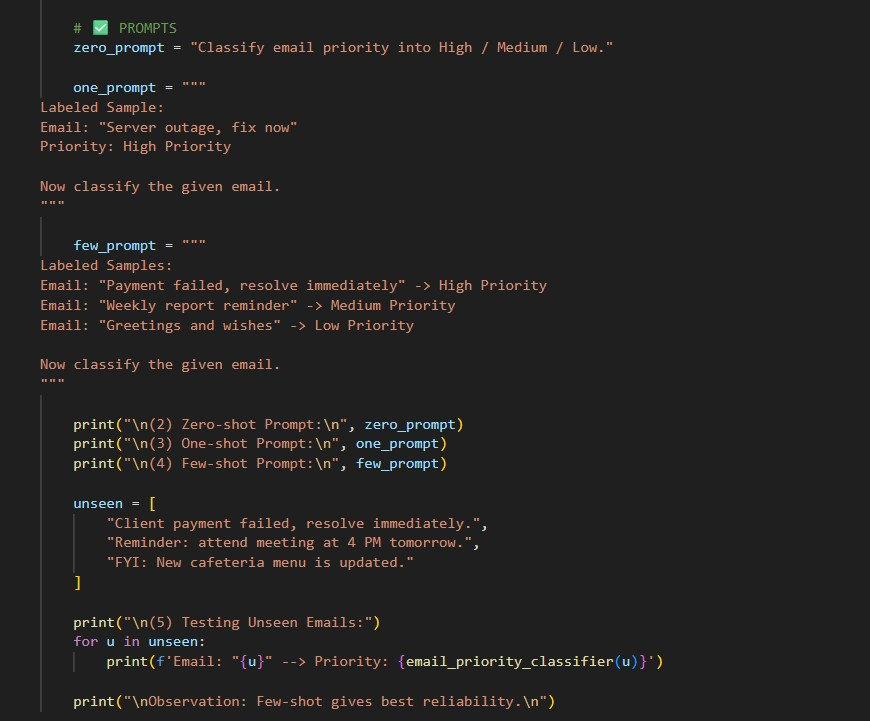 # ✅ PROMPTS
zero_prompt = "Classify email priority into High / Medium / Low."
one_prompt = """
Labeled Sample:
Email: "Server outage, fix now"
Priority: High Priority
Now classify the given email.
"""
few_prompt = """
Labeled Samples:
Email: "Payment failed, resolve immediately" -> High Priority
Email: "Weekly report reminder" -> Medium Priority
Email: "Greetings and wishes" -> Low Priority
Now classify the given email.
"""
print("\n(2) Zero-shot Prompt:\n", zero_prompt)
print("\n(3) One-shot Prompt:\n", one_prompt)
print("\n(4) Few-shot Prompt:\n", few_prompt)
unseen = [
"Client payment failed, resolve immediately.",
"Reminder: attend meeting at 4 PM tomorrow.",
"FYI: New cafeteria menu is updated."
]
print("\n(5) Testing Unseen Emails:")
for u in unseen:
print(f'Email: "{u}" --> Priority: {email_priority_classifier(u)}')
print("\nObservation: Few-shot gives best reliability.\n")